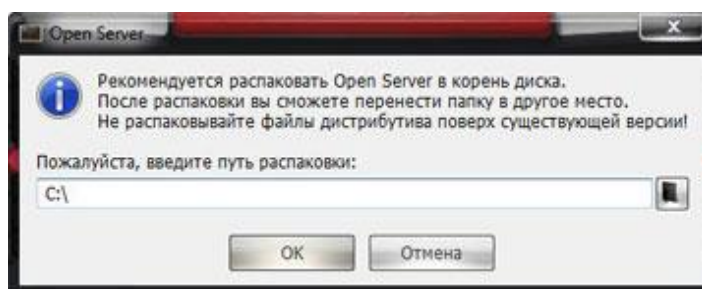 Open Server
Рекомендуется распаковать Open Server в корень диска.
После распаковки вы сможете перенести папку в другое место.
Не распаковывайте файлы дистрибутива поверх существующей версии!
Пожалуйста, введите путь распаковки:
C:\
OK
Отмена